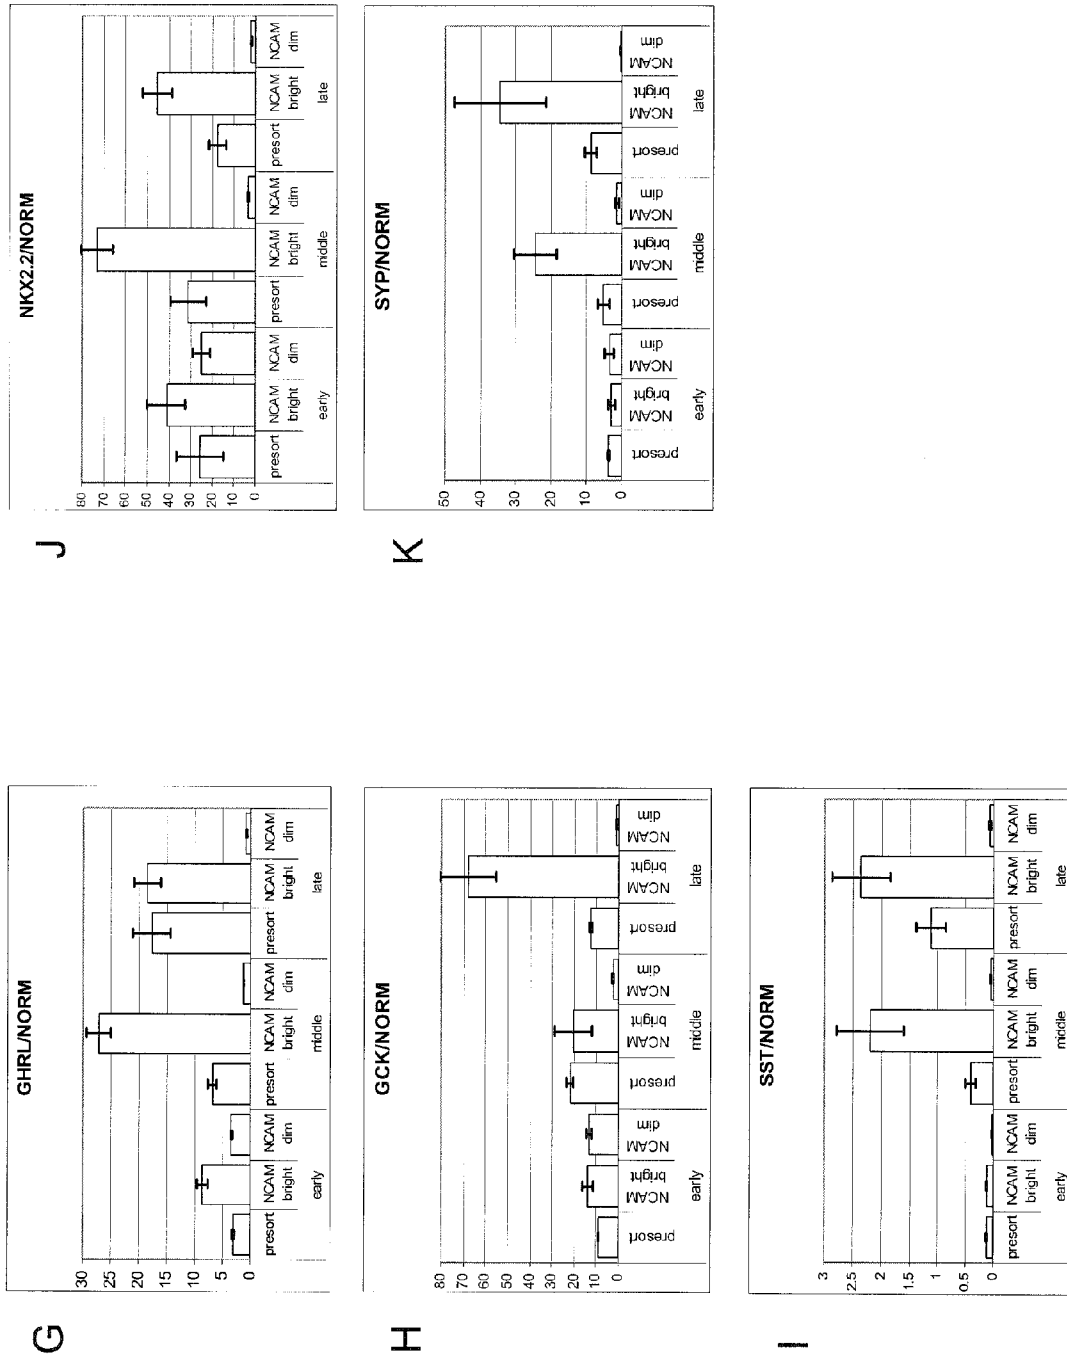 G
GHRL/NORM
30
25
20
15
10
5
0
presort NCAM bright NCAM dim presort NCAM bright NCAM dim presort NCAM bright NCAM dim
early middle late
H
GCK/NORM
80
70
60
50
40
30
20
10
0
presort NCAM bright NCAM dim presort NCAM bright NCAM dim presort NCAM bright NCAM dim
early middle late
I
SST/NORM
3
2.5
2
1.5
1
0.5
0
presort NCAM bright NCAM dim presort NCAM bright NCAM dim presort NCAM bright NCAM dim
early middle late
J
NKX2.2/NORM
80
70
60
50
40
30
20
10
0
presort NCAM bright NCAM dim presort NCAM bright NCAM dim presort NCAM bright NCAM dim
early middle late
K
SYP/NORM
50
40
30
20
10
0
presort NCAM bright NCAM dim presort NCAM bright NCAM dim presort NCAM bright NCAM dim
early middle late